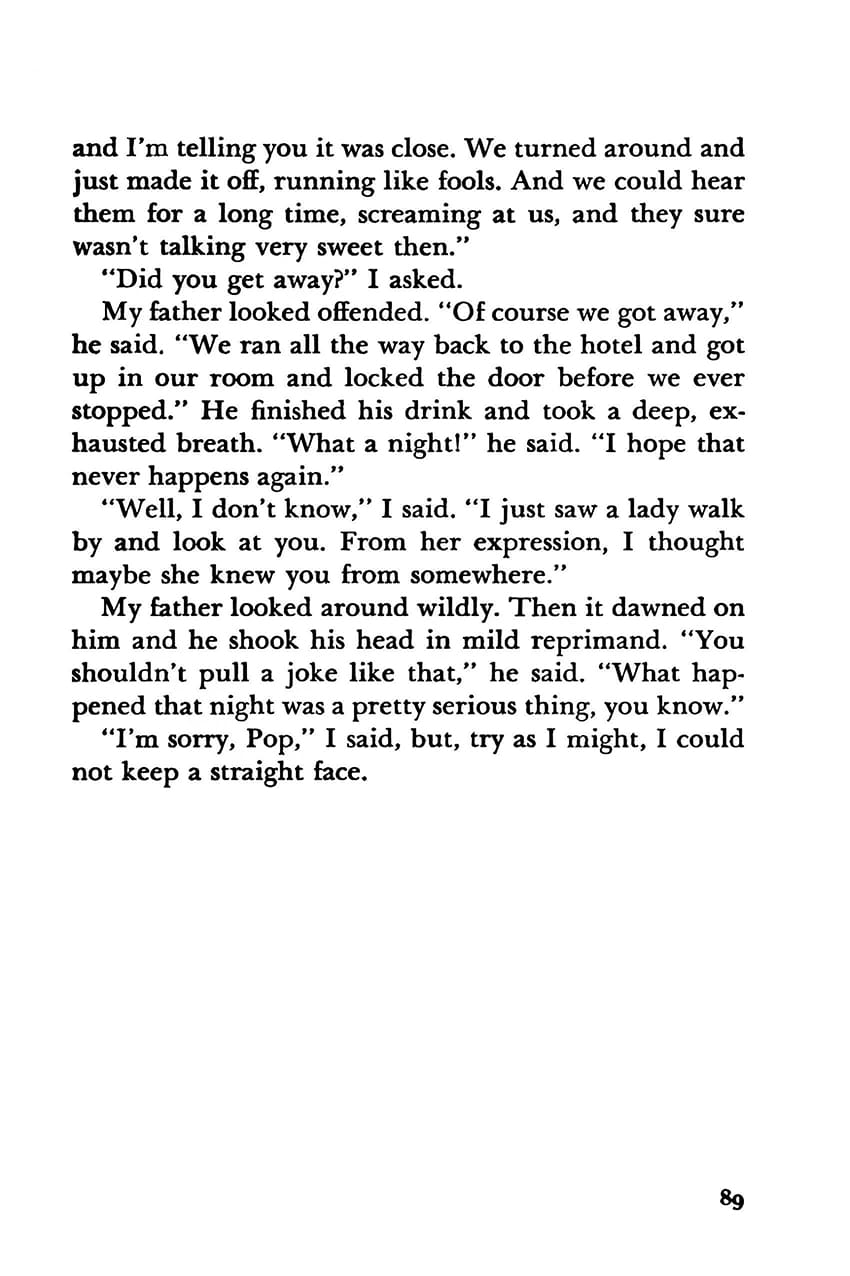 and I’m telling you it was close. We turned around and
just made it off, running like fools. And we could hear
them for a long time, screaming at us, and they sure
wasn’t talking very sweet then.”
“Did you get away?” I asked.
My father looked offended. “Of course we got away,”
he said. “We ran all the way back to the hotel and got
up in our room and locked the door before we ever
stopped.” He finished his drink and took a deep, ex-
hausted breath. “What a night!” he said. “I hope that
never happens again.”
“Well, I don’t know,” I said. “I just saw a lady walk
by and look at you. From her expression, I thought
maybe she knew you from somewhere.”
My father looked around wildly. Then it dawned on
him and he shook his head in mild reprimand. “You
shouldn’t pull a joke like that,” he said. “What hap-
pened that night was a pretty serious thing, you know.”
“I’m sorry, Pop,” I said, but, try as I might, I could
not keep a straight face.
89